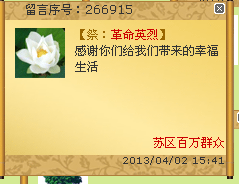 留言序号：266915
【祭：革命英烈】
感谢你们给我们带来的幸福
生活
苏区百万群众
2013/04/02 15:41